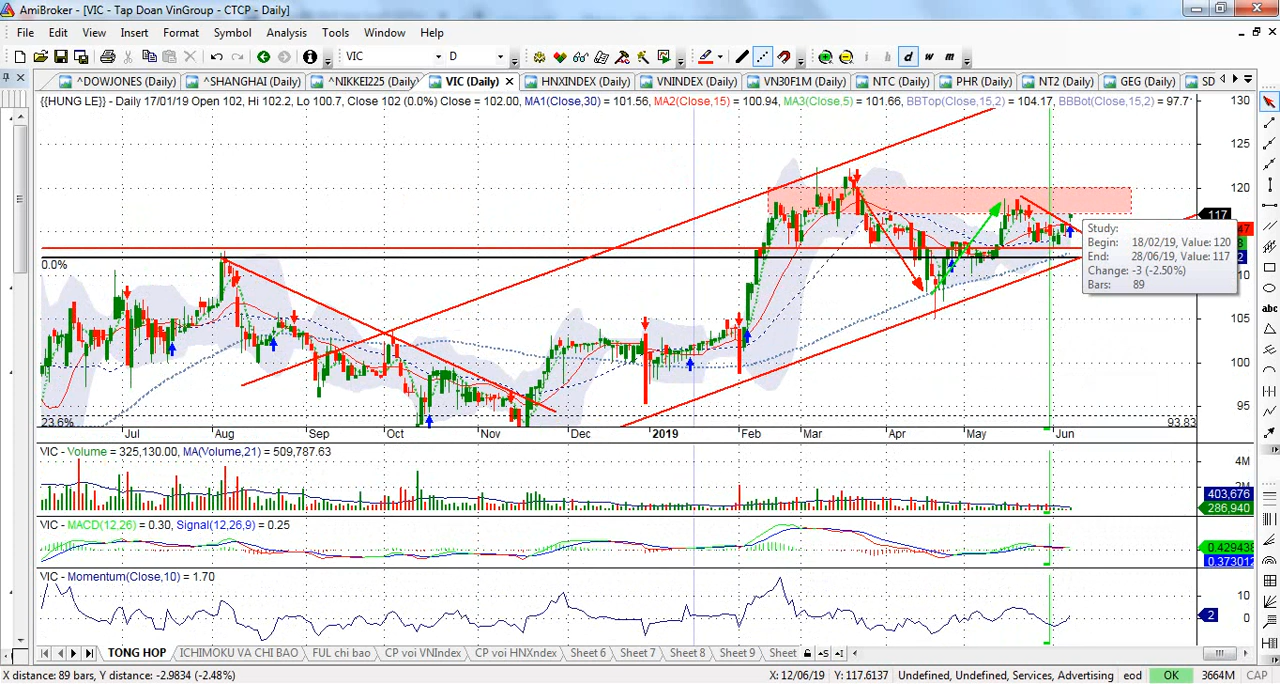 AmiBroker - [VIC - Tap Doan VinGroup - CTCP - Daily]
File Edit View Insert Format Symbol Analysis Tools Window Help
VIC D i h d w m
^DOWJONES (Daily) ^SHANGHAI (Daily) ^NIKKEI225 (Daily) VIC (Daily) HNXINDEX (Daily) VNINDEX (Daily) VN30F1M (Daily) NTC (Daily) PHR (Daily) NT2 (Daily) GEG (Daily) SD
{{HUNG LE}} - Daily 17/01/19 Open 102, Hi 102.2, Lo 100.7, Close 102 (0.0%) Close = 102.00, MA1(Close,30) = 101.56, MA2(Close,15) = 100.94, MA3(Close,5) = 101.66, BBTop(Close,15,2) = 104.17, BBBot(Close,15,2) = 97.7
130
125
120
117
Study:
Begin: 18/02/19, Value: 120
End: 28/06/19, Value: 117
Change: -3 (-2.50%)
Bars: 89
0.0%
110
105
100
95
23.6%
93.83
Jul Aug Sep Oct Nov Dec 2019 Feb Mar Apr May Jun
VIC - Volume = 325,130.00, MA(Volume,21) = 509,787.63
4M
2M
403,676
286,940
VIC - MACD(12,26) = 0.30, Signal(12,26,9) = 0.25
0.429438
0.373012
VIC - Momentum(Close,10) = 1.70
10
2
0
TONG HOP ICHIMOKU VA CHI BAO FUL ch bao CP voi VNIndex CP voi HNXndex Sheet 6 Sheet 7 Sheet 8 Sheet 9 Sheet
X distance: 89 bars, Y distance: -2.9834 (-2.48%) X: 12/06/19 Y: 117.6137 Undefined, Undefined, Services, Advertising eod OK 3664M CAP
abc